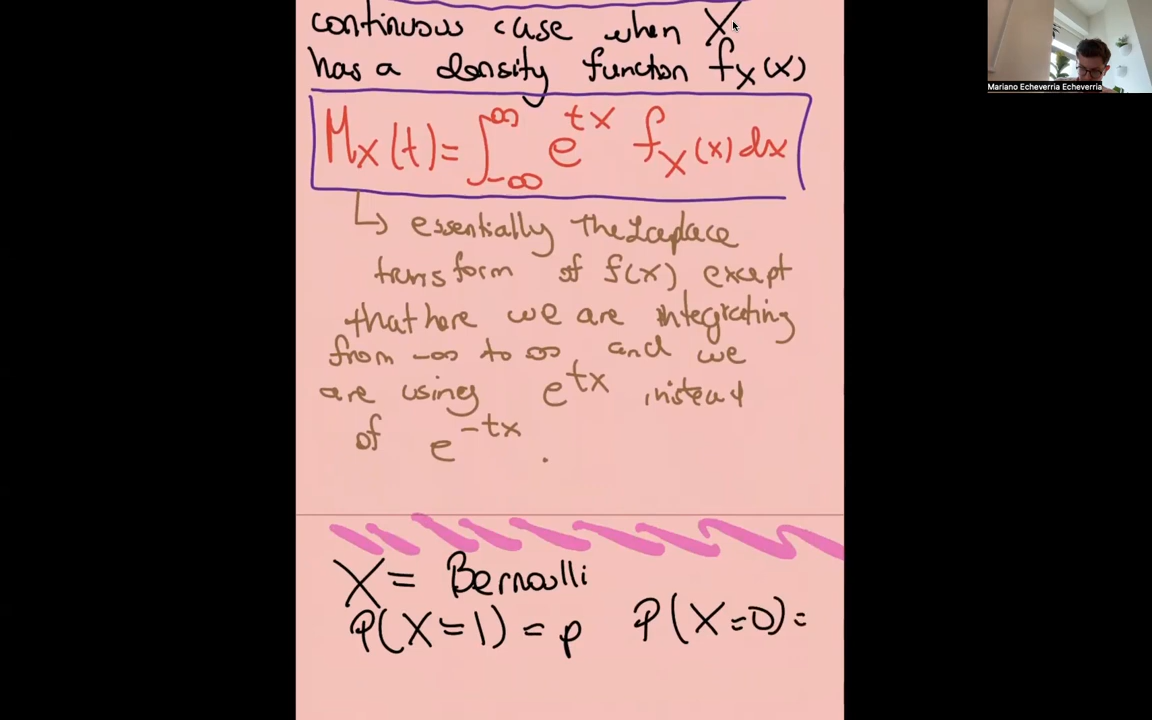 continuous case when X
has a density function f_X(x)
M_X(t) = ∫_{-∞}^{∞} e^{tx} f_X(x) dx
↳ essentially the Laplace
transform of f(x) except
that here we are integrating
from -∞ to ∞ and we
are using e^{tx} instead
of e^{-tx} .
X = Bernoulli
P(X=1) = p P(X=0) =
Mariano Echeverria Echeverria